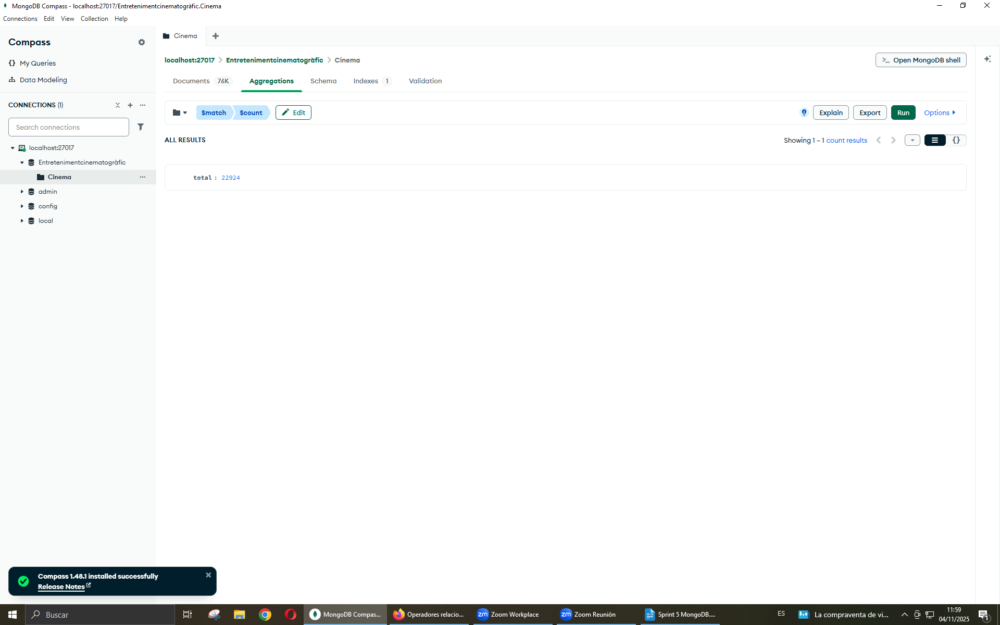 MongoDB Compass - localhost:27017/Entretenimentcinematogràfic.Cinema
Connections Edit View Collection Help
Compass
My Queries
Data Modeling
CONNECTIONS (1)
Search connections
localhost:27017
Entretenimentcinematogràfic
Cinema
admin
config
local
Cinema
localhost:27017 > Entretenimentcinematogràfic > Cinema
>_ Open MongoDB shell
Documents 76K Aggregations Schema Indexes 1 Validation
$match $count Edit
Explain Export Run Options
ALL RESULTS
Showing 1 – 1 count results
total : 22924
Compass 1.48.1 installed successfully
Release Notes
Buscar
MongoDB Compas...
Operadores relacio...
zm Zoom Workplace
zm Zoom Reunión
Sprint 5 MongoDB....
ES
La compraventa de vi...
11:59
04/11/2025
1